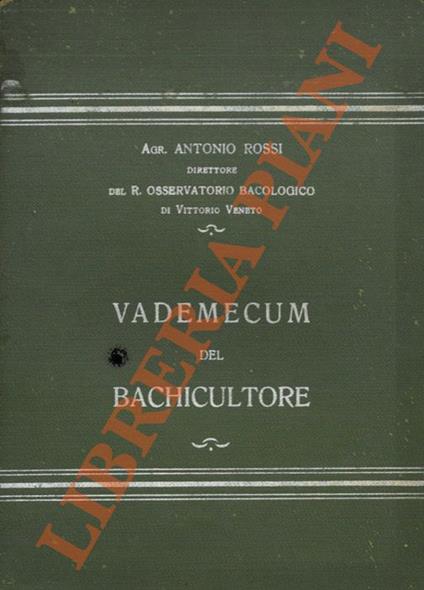 AGR. ANTONIO ROSSI
DIRETTORE
DEL R. OSSERVATORIO BACOLOGICO
DI VITTORIO VENETO
VADEMECUM
DEL
BACHICULTORE
LIBRERIA PIANI